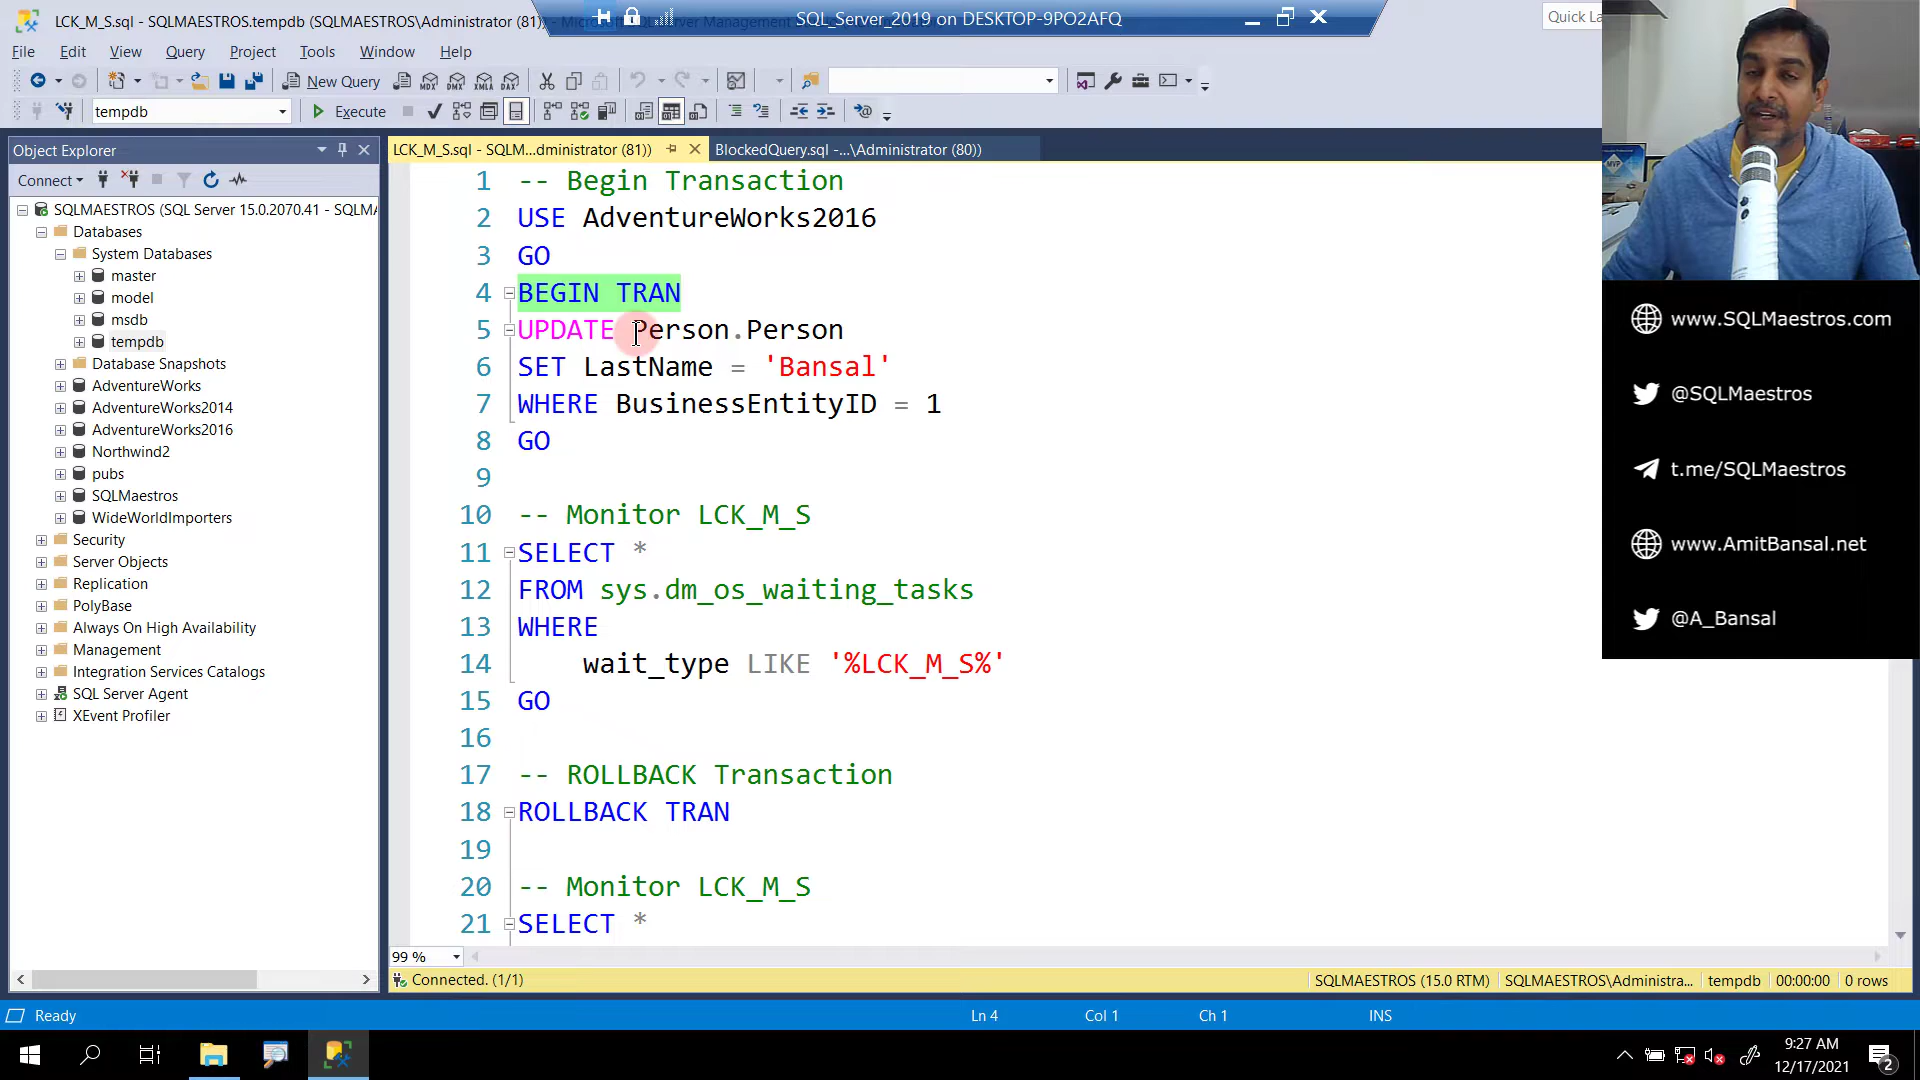 LCK_M_S.sql - SQLMAESTROS.tempdb (SQLMAESTROS\Administrator (81))
SQL_Server_2019 on DESKTOP-9PO2AFQ
Quick La
File Edit View Query Project Tools Window Help
New Query
MDX DMX XMLA DAX
tempdb
Execute
Object Explorer
Connect
SQLMAESTROS (SQL Server 15.0.2070.41 - SQLMA
Databases
System Databases
master
model
msdb
tempdb
Database Snapshots
AdventureWorks
AdventureWorks2014
AdventureWorks2016
Northwind2
pubs
SQLMaestros
WideWorldImporters
Security
Server Objects
Replication
PolyBase
Always On High Availability
Management
Integration Services Catalogs
SQL Server Agent
XEvent Profiler
LCK_M_S.sql - SQLM...dministrator (81))
BlockedQuery.sql -...\Administrator (80))
1 -- Begin Transaction
2 USE AdventureWorks2016
3 GO
4 BEGIN TRAN
5 UPDATE Person.Person
6 SET LastName = 'Bansal'
7 WHERE BusinessEntityID = 1
8 GO
9
10 -- Monitor LCK_M_S
11 SELECT *
12 FROM sys.dm_os_waiting_tasks
13 WHERE
14 wait_type LIKE '%LCK_M_S%'
15 GO
16
17 -- ROLLBACK Transaction
18 ROLLBACK TRAN
19
20 -- Monitor LCK_M_S
21 SELECT *
99 %
Connected. (1/1)
SQLMAESTROS (15.0 RTM) SQLMAESTROS\Administra... tempdb 00:00:00 0 rows
MVP
www.SQLMaestros.com
@SQLMaestros
t.me/SQLMaestros
www.AmitBansal.net
@A_Bansal
Ready
Ln 4 Col 1 Ch 1 INS
9:27 AM
12/17/2021
2